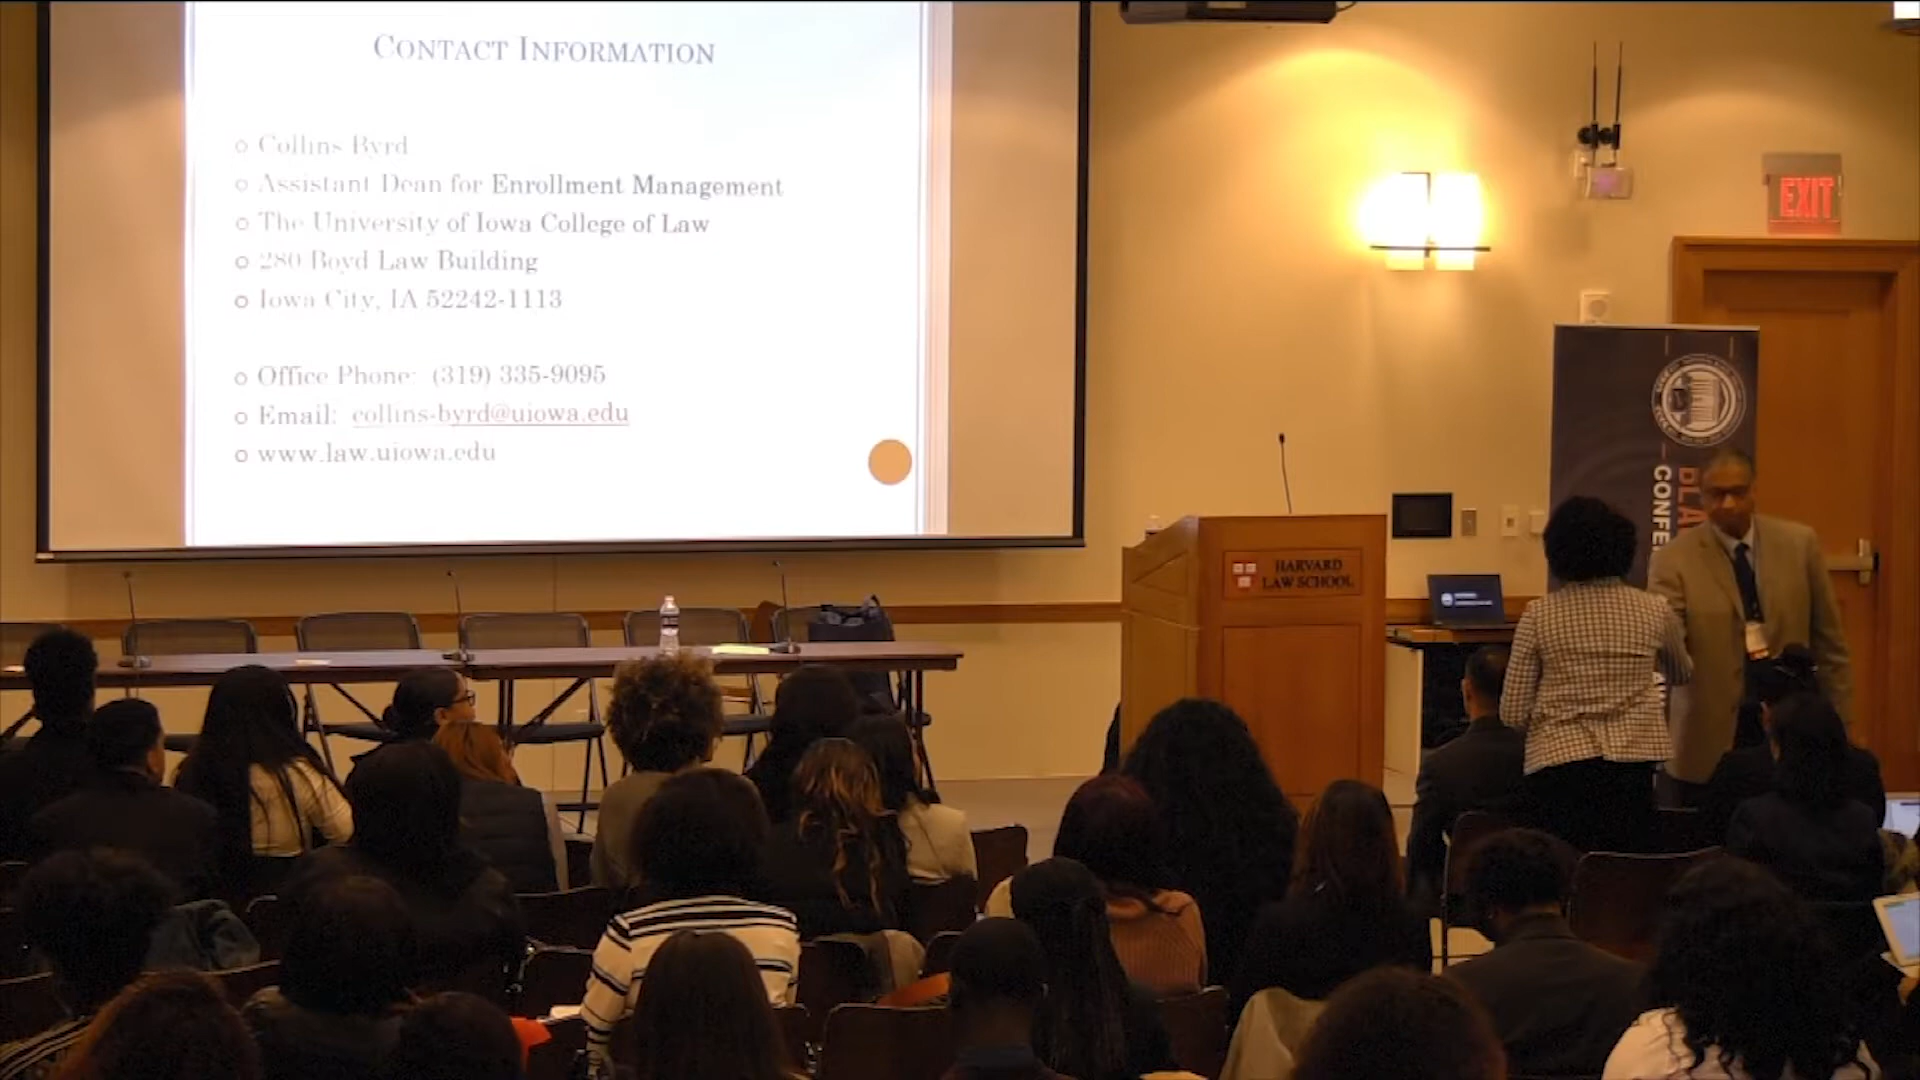 CONTACT INFORMATION
Collins Byrd
Assistant Dean for Enrollment Management
The University of Iowa College of Law
280 Boyd Law Building
Iowa City, IA 52242-1113
Office Phone: (319) 335-9095
Email: collins-byrd@uiowa.edu
www.law.uiowa.edu
EXIT
HARVARD
LAW SCHOOL